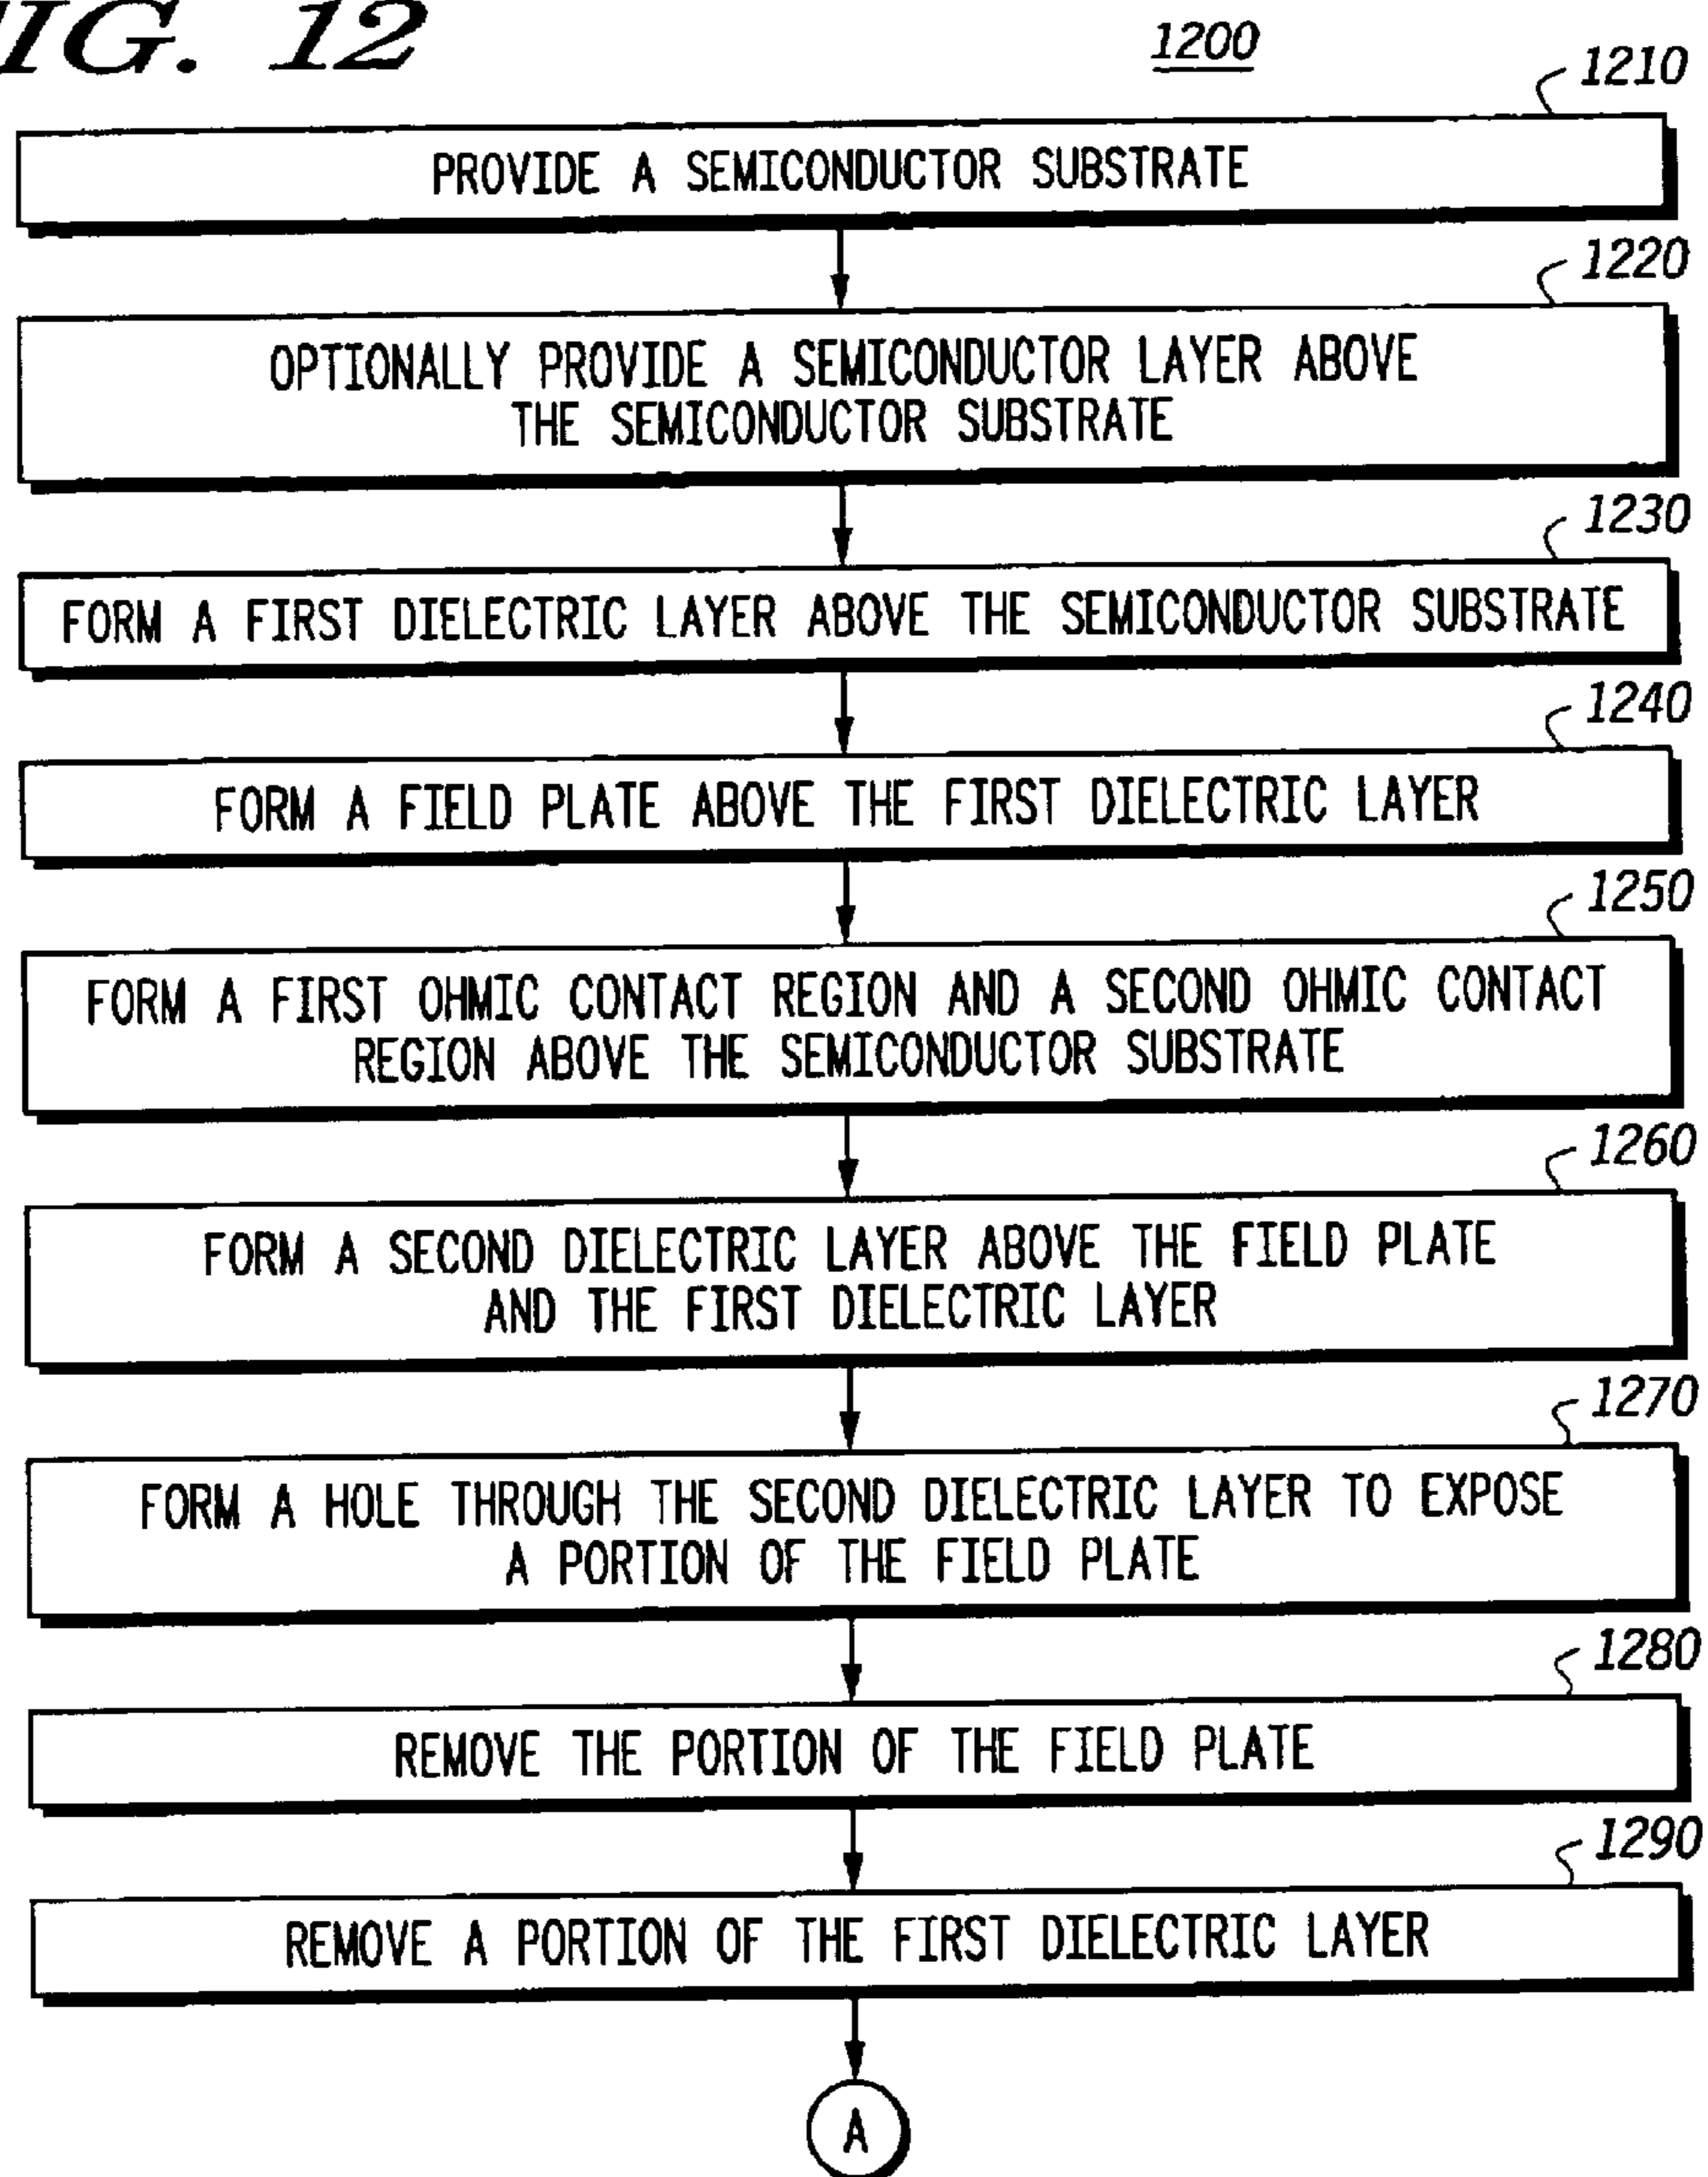 FIG. 12
1200
1210
PROVIDE A SEMICONDUCTOR SUBSTRATE
1220
OPTIONALLY PROVIDE A SEMICONDUCTOR LAYER ABOVE
THE SEMICONDUCTOR SUBSTRATE
1230
FORM A FIRST DIELECTRIC LAYER ABOVE THE SEMICONDUCTOR SUBSTRATE
1240
FORM A FIELD PLATE ABOVE THE FIRST DIELECTRIC LAYER
1250
FORM A FIRST OHMIC CONTACT REGION AND A SECOND OHMIC CONTACT
REGION ABOVE THE SEMICONDUCTOR SUBSTRATE
1260
FORM A SECOND DIELECTRIC LAYER ABOVE THE FIELD PLATE
AND THE FIRST DIELECTRIC LAYER
1270
FORM A HOLE THROUGH THE SECOND DIELECTRIC LAYER TO EXPOSE
A PORTION OF THE FIELD PLATE
1280
REMOVE THE PORTION OF THE FIELD PLATE
1290
REMOVE A PORTION OF THE FIRST DIELECTRIC LAYER
A